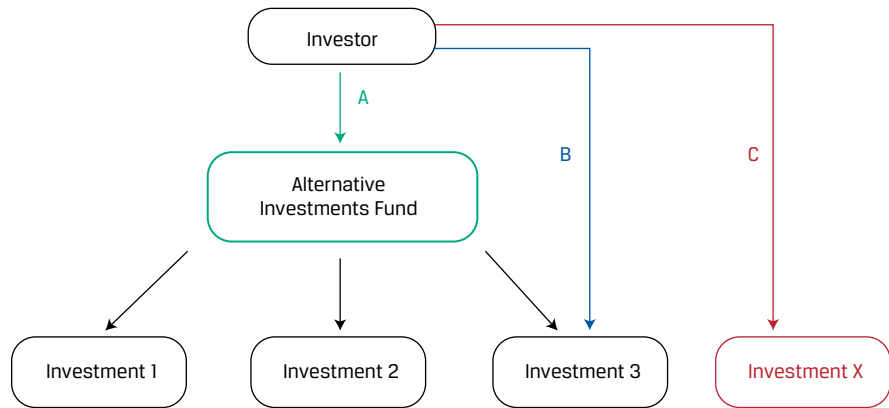 Investor
A
Alternative
Investments Fund
B
C
Investment 1
Investment 2
Investment 3
Investment X